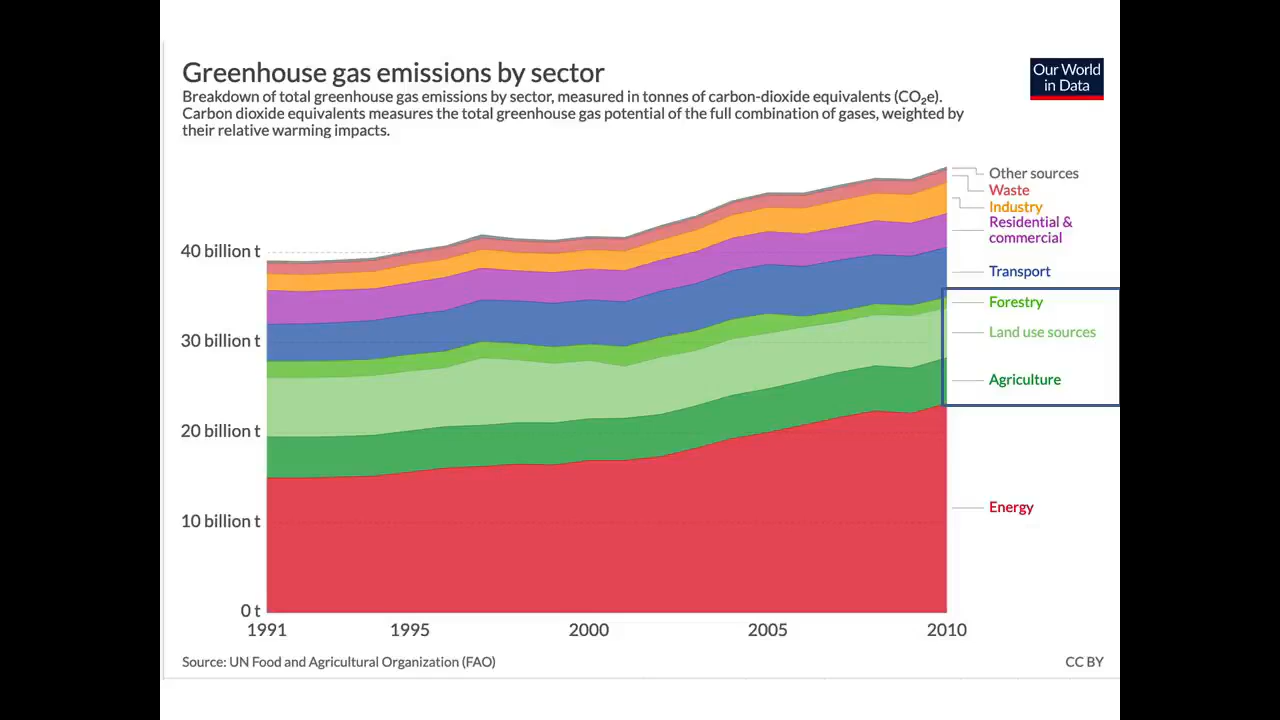 Greenhouse gas emissions by sector
Our World
in Data
Breakdown of total greenhouse gas emissions by sector, measured in tonnes of carbon-dioxide equivalents (CO₂e).
Carbon dioxide equivalents measures the total greenhouse gas potential of the full combination of gases, weighted by
their relative warming impacts.
Other sources
Waste
Industry
Residential &
commercial
Transport
Forestry
Land use sources
Agriculture
Energy
40 billion t
30 billion t
20 billion t
10 billion t
0 t
1991 1995 2000 2005 2010
Source: UN Food and Agricultural Organization (FAO)
CC BY